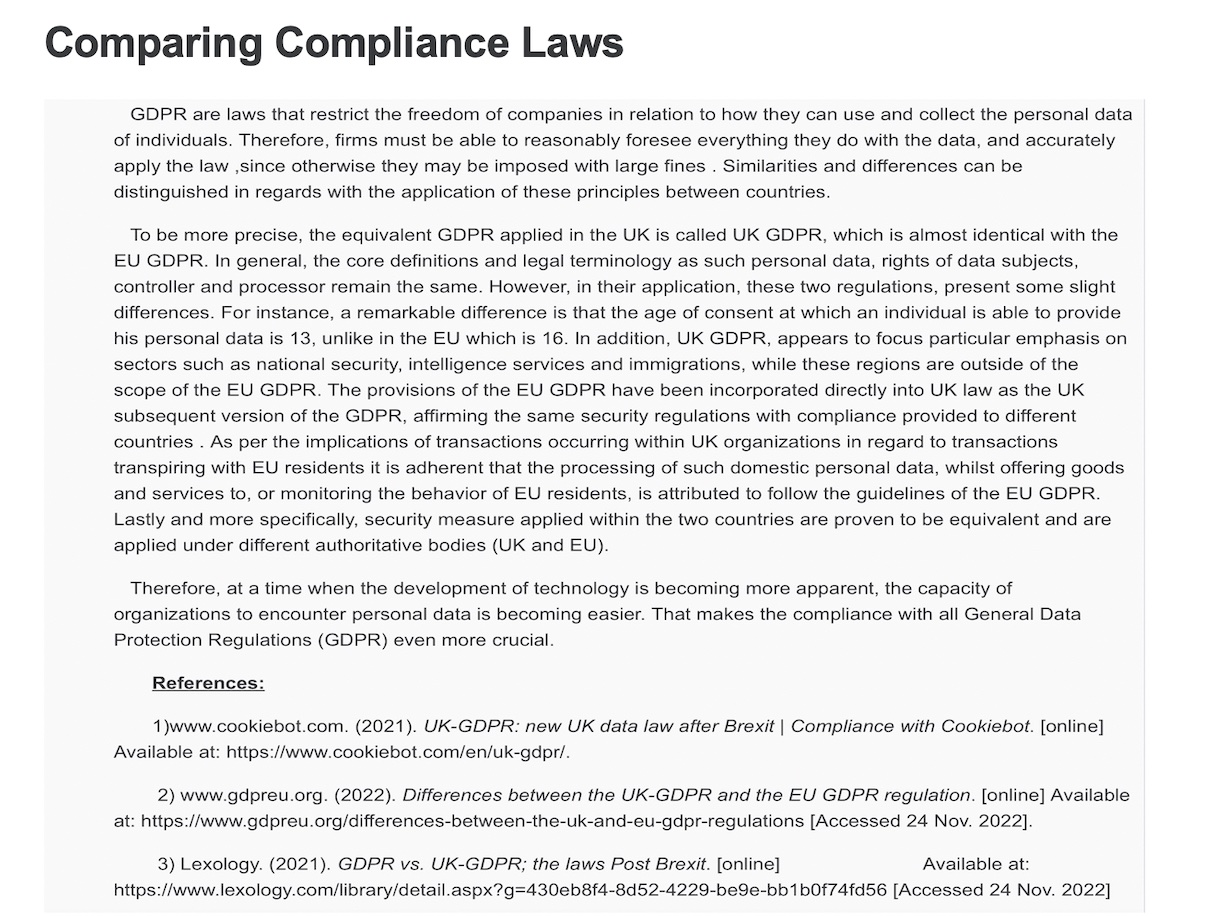 Comparing Compliance Laws
GDPR are laws that restrict the freedom of companies in relation to how they can use and collect the personal data
of individuals. Therefore, firms must be able to reasonably foresee everything they do with the data, and accurately
apply the law ,since otherwise they may be imposed with large fines . Similarities and differences can be
distinguished in regards with the application of these principles between countries.
To be more precise, the equivalent GDPR applied in the UK is called UK GDPR, which is almost identical with the
EU GDPR. In general, the core definitions and legal terminology as such personal data, rights of data subjects,
controller and processor remain the same. However, in their application, these two regulations, present some slight
differences. For instance, a remarkable difference is that the age of consent at which an individual is able to provide
his personal data is 13, unlike in the EU which is 16. In addition, UK GDPR, appears to focus particular emphasis on
sectors such as national security, intelligence services and immigrations, while these regions are outside of the
scope of the EU GDPR. The provisions of the EU GDPR have been incorporated directly into UK law as the UK
subsequent version of the GDPR, affirming the same security regulations with compliance provided to different
countries . As per the implications of transactions occurring within UK organizations in regard to transactions
transpiring with EU residents it is adherent that the processing of such domestic personal data, whilst offering goods
and services to, or monitoring the behavior of EU residents, is attributed to follow the guidelines of the EU GDPR.
Lastly and more specifically, security measure applied within the two countries are proven to be equivalent and are
applied under different authoritative bodies (UK and EU).
Therefore, at a time when the development of technology is becoming more apparent, the capacity of
organizations to encounter personal data is becoming easier. That makes the compliance with all General Data
Protection Regulations (GDPR) even more crucial.
References:
1)www.cookiebot.com. (2021). UK-GDPR: new UK data law after Brexit | Compliance with Cookiebot. [online]
Available at: https://www.cookiebot.com/en/uk-gdpr/.
2) www.gdpreu.org. (2022). Differences between the UK-GDPR and the EU GDPR regulation. [online] Available
at: https://www.gdpreu.org/differences-between-the-uk-and-eu-gdpr-regulations [Accessed 24 Nov. 2022].
3) Lexology. (2021). GDPR vs. UK-GDPR; the laws Post Brexit. [online] Available at:
https://www.lexology.com/library/detail.aspx?g=430eb8f4-8d52-4229-be9e-bb1b0f74fd56 [Accessed 24 Nov. 2022]